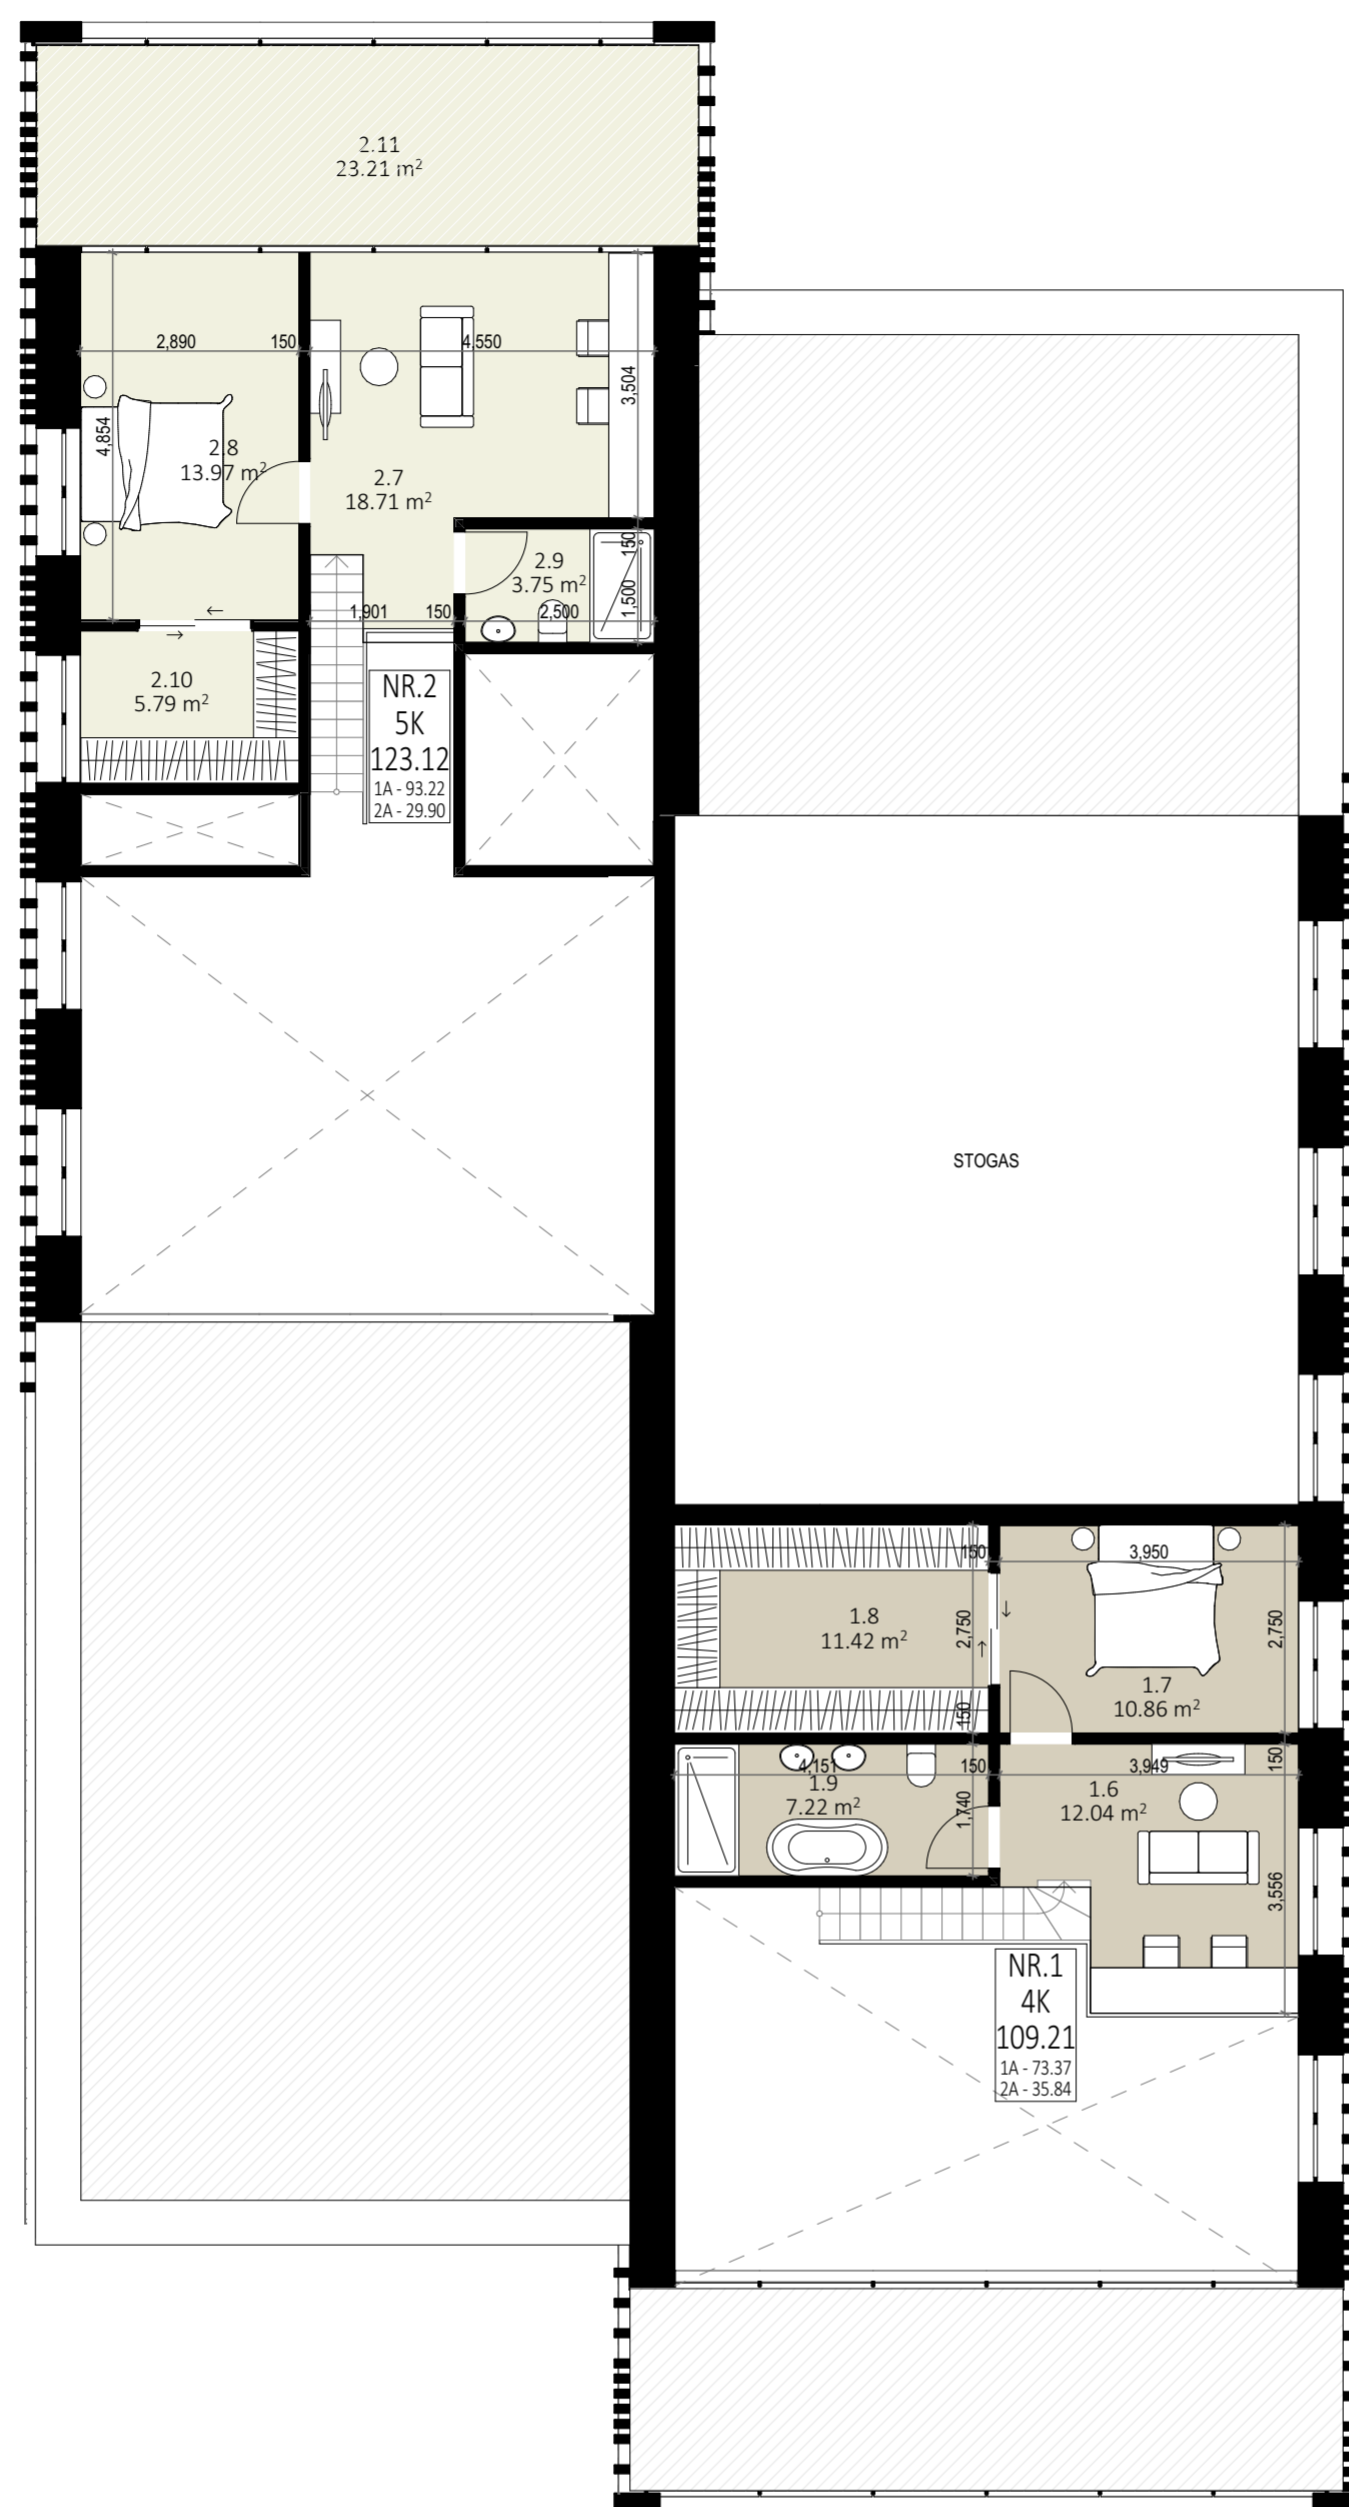 2.11
23.21 m²
2,890
150
4,550
3,504
4,854
2.8
13.97 m²
2.7
18.71 m²
2.9
3.75 m²
150
1,500
1,901
150
2,500
2.10
5.79 m²
NR.2
5K
123.12
1A - 93.22
2A - 29.90
STOGAS
150
3,950
1.8
11.42 m²
2,750
2,750
1.7
10.86 m²
150
4,151
150
3,949
150
1.9
7.22 m²
1,740
1.6
12.04 m²
3,556
NR.1
4K
109.21
1A - 73.37
2A - 35.84